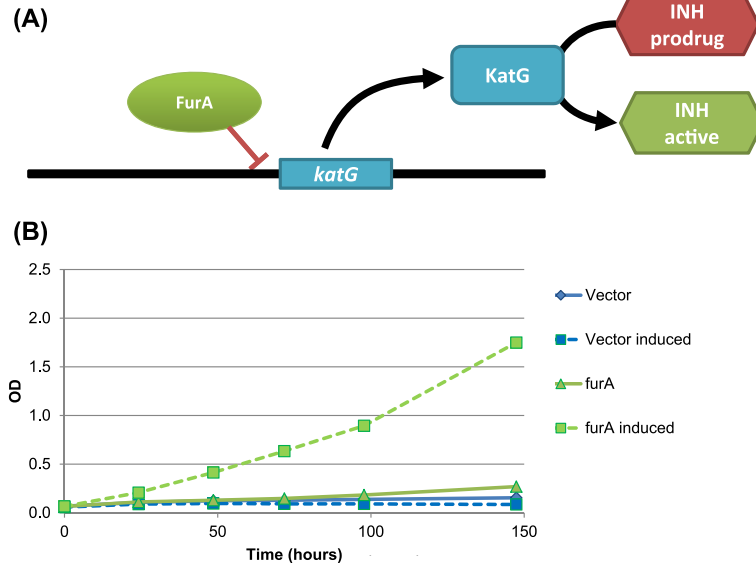 (A)
INH
prodrug
KatG
FurA
INH
active
katG
(B)
2.5
2.0
1.5
1.0
0.5
0.0
OD
0
50
100
150
Time (hours)
Vector
Vector induced
furA
furA induced